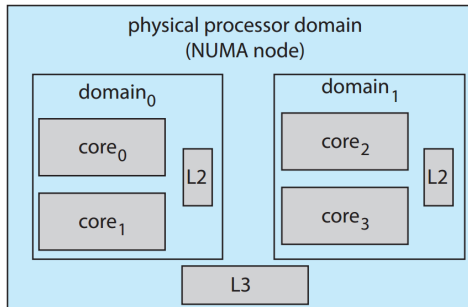 physical processor domain
(NUMA node)
domain₀
core₀
L2
core₁
domain₁
core₂
L2
core₃
L3